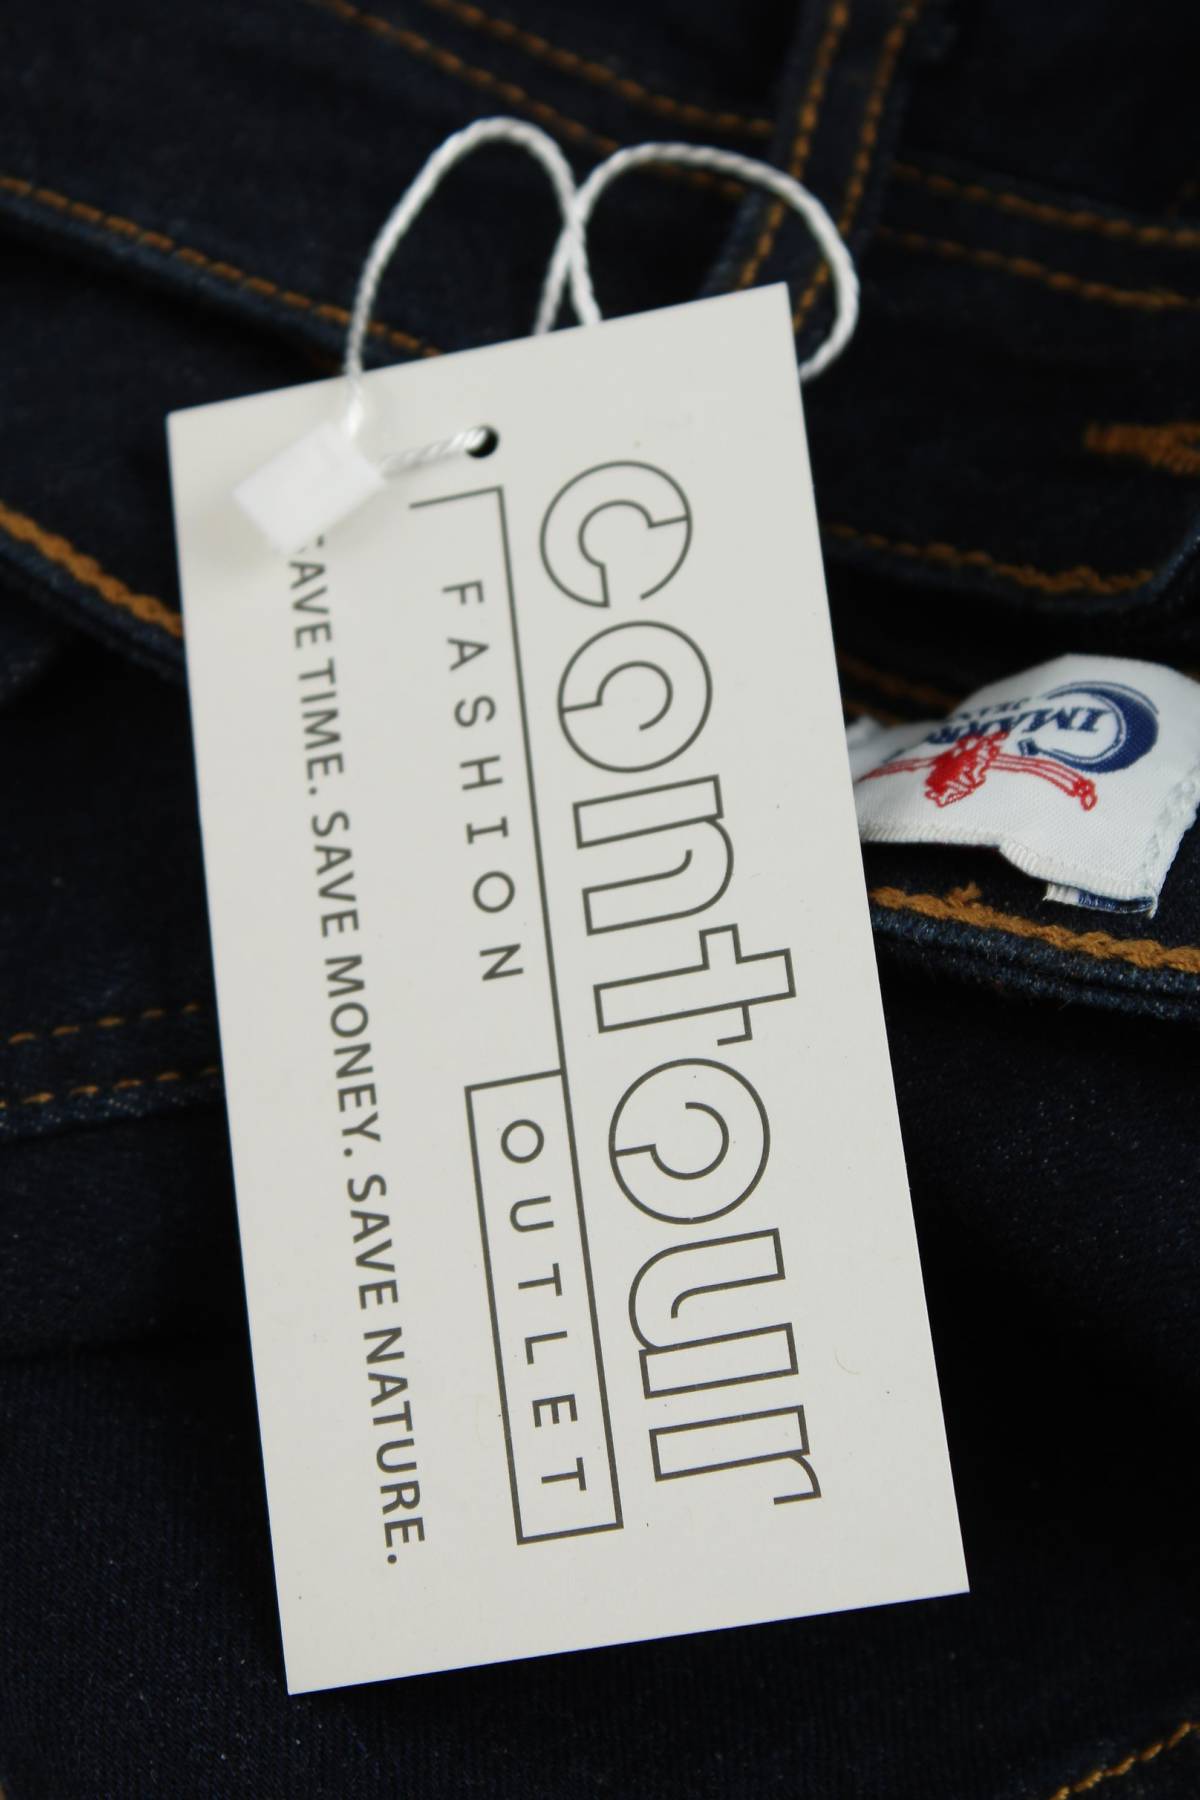 contour
FASHION OUTLET
SAVE TIME. SAVE MONEY. SAVE NATURE.